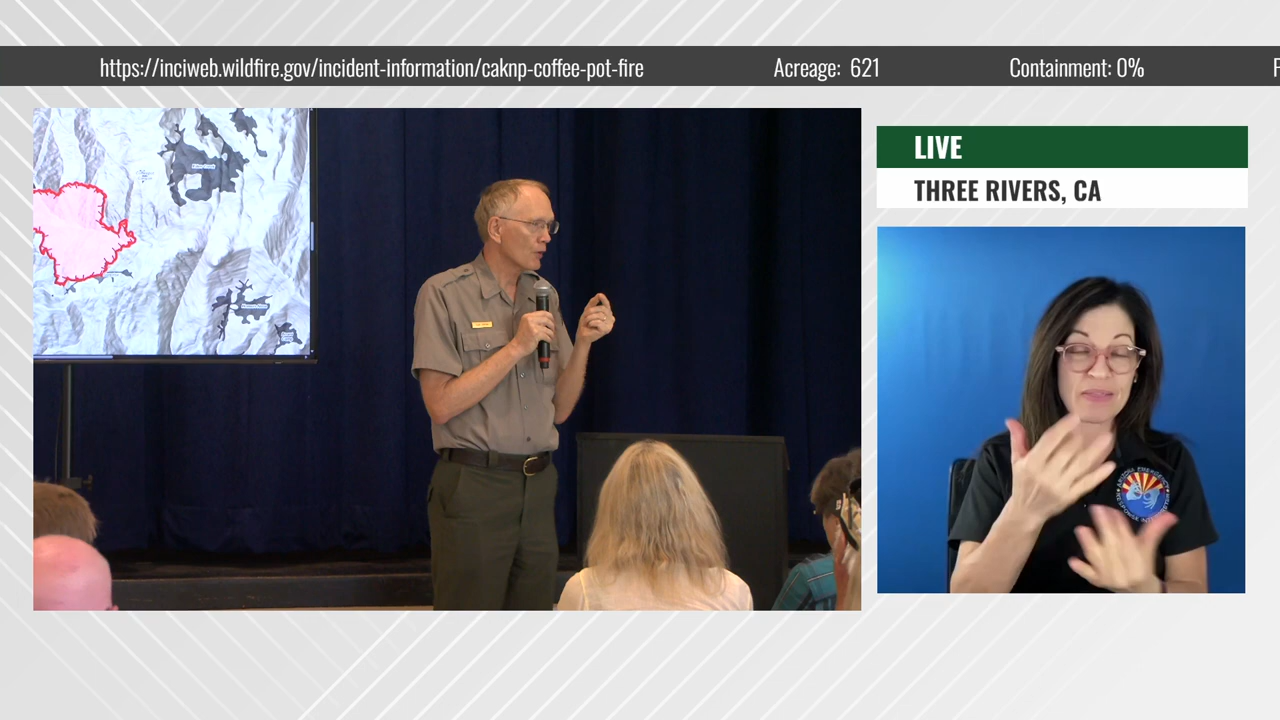 https://inciweb.wildfire.gov/incident-information/caknp-coffee-pot-fire Acreage: 621 Containment: 0%
LIVE
THREE RIVERS, CA